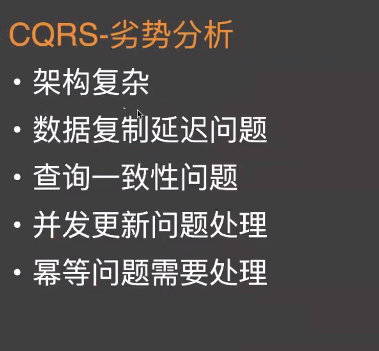 CQRS-劣势分析
• 架构复杂
• 数据复制延迟问题
• 查询一致性问题
• 并发更新问题处理
• 幂等问题需要处理